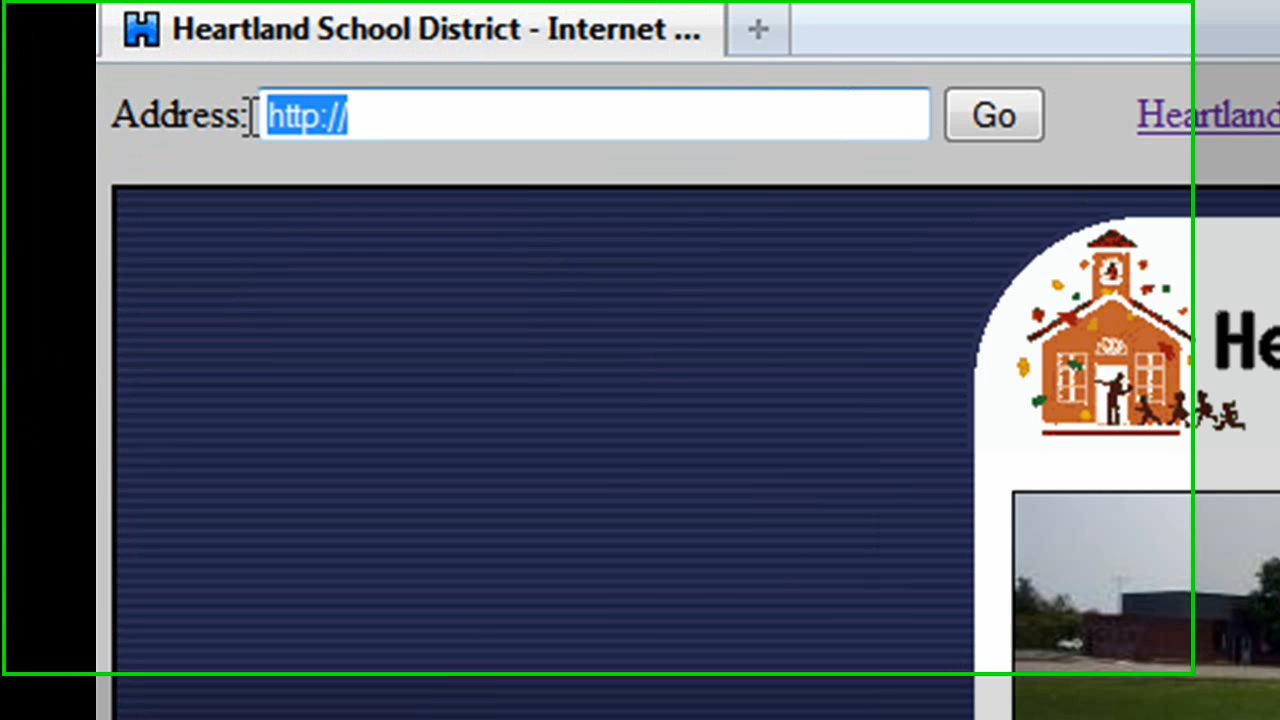 Heartland School District - Internet ...
Address: http:// Go Heartland
He